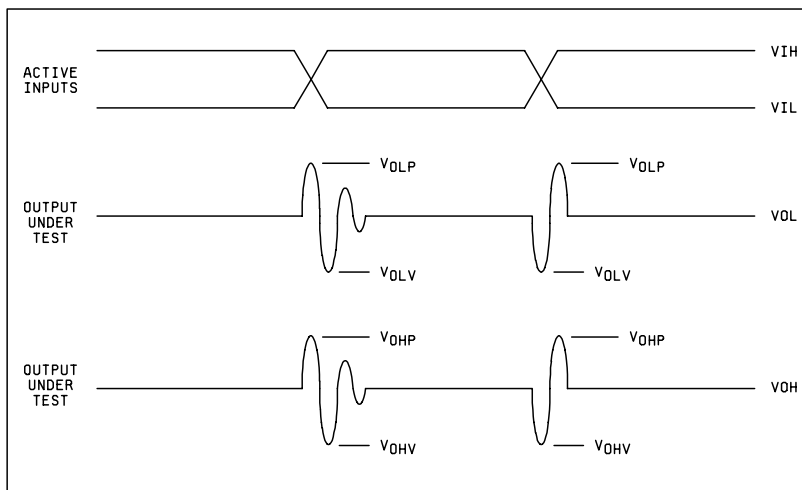 ACTIVE
INPUTS
VIH
VIL
OUTPUT
UNDER
TEST
VOLP
VOLP
VOL
VOLV
VOLV
OUTPUT
UNDER
TEST
VOHP
VOHP
VOH
VOHV
VOHV